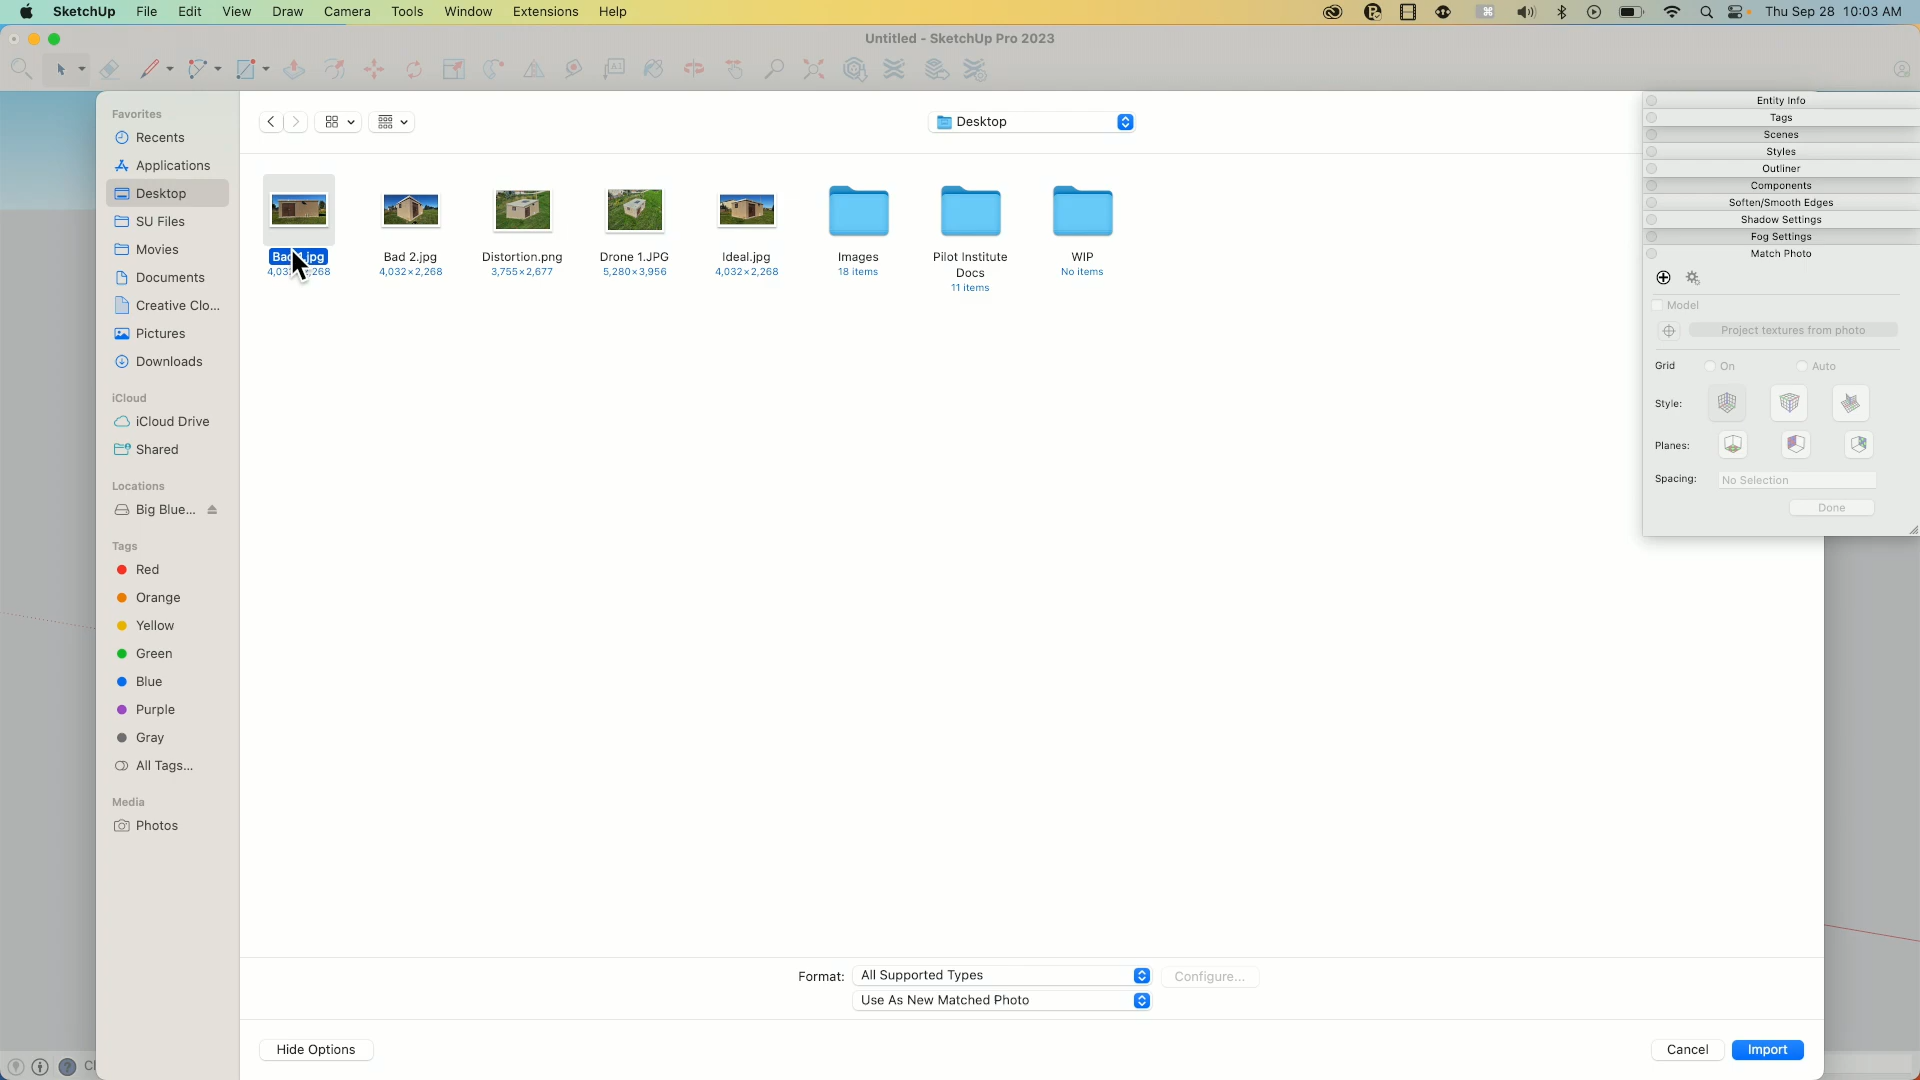 SketchUp File Edit View Draw Camera Tools Window Extensions Help
Thu Sep 28 10:03 AM
Untitled - SketchUp Pro 2023
Favorites
Recents
Applications
Desktop
SU Files
Movies
Documents
Creative Clo...
Pictures
Downloads
iCloud
iCloud Drive
Shared
Locations
Big Blue...
Tags
Red
Orange
Yellow
Green
Blue
Purple
Gray
All Tags...
Media
Photos
Desktop
Bad 2.jpg
4,032×2,268
Distortion.png
3,755×2,677
Drone 1.JPG
5,280×3,956
Ideal.jpg
4,032×2,268
Images
18 items
Pilot Institute
Docs
11 items
WIP
No items
Entity Info
Tags
Scenes
Styles
Outliner
Components
Soften/Smooth Edges
Shadow Settings
Fog Settings
Match Photo
Model
Project textures from photo
Grid On Auto
Style:
Planes:
Spacing: No Selection
Done
Format: All Supported Types Configure...
Use As New Matched Photo
Hide Options Cancel Import